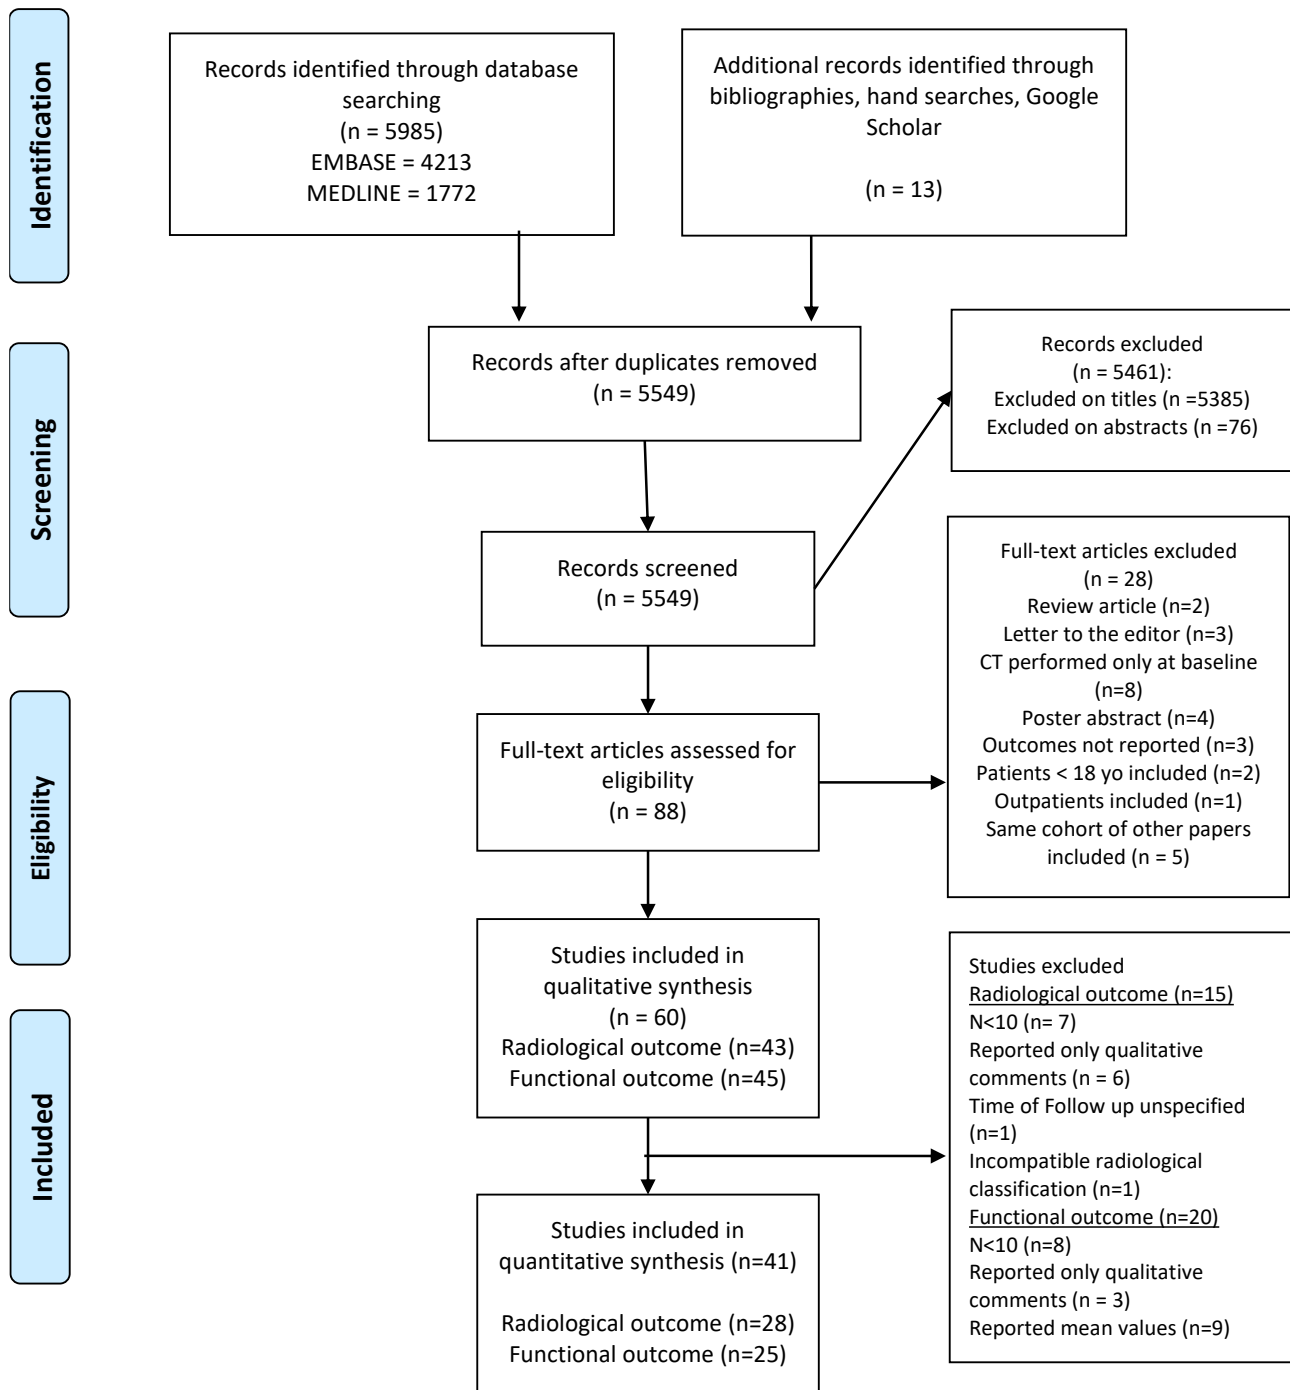 Identification
Records identified through database
searching
(n = 5985)
EMBASE = 4213
MEDLINE = 1772
Additional records identified through
bibliographies, hand searches, Google
Scholar
(n = 13)
Screening
Records after duplicates removed
(n = 5549)
Records excluded
(n = 5461):
Excluded on titles (n =5385)
Excluded on abstracts (n =76)
Records screened
(n = 5549)
Full-text articles excluded
(n = 28)
Review article (n=2)
Letter to the editor (n=3)
CT performed only at baseline
(n=8)
Poster abstract (n=4)
Outcomes not reported (n=3)
Patients < 18 yo included (n=2)
Outpatients included (n=1)
Same cohort of other papers
included (n = 5)
Eligibility
Full-text articles assessed for
eligibility
(n = 88)
Studies included in
qualitative synthesis
(n = 60)
Radiological outcome (n=43)
Functional outcome (n=45)
Studies excluded
Radiological outcome (n=15)
N<10 (n= 7)
Reported only qualitative
comments (n = 6)
Time of Follow up unspecified
(n=1)
Incompatible radiological
classification (n=1)
Functional outcome (n=20)
N<10 (n=8)
Reported only qualitative
comments (n = 3)
Reported mean values (n=9)
Included
Studies included in
quantitative synthesis (n=41)
Radiological outcome (n=28)
Functional outcome (n=25)